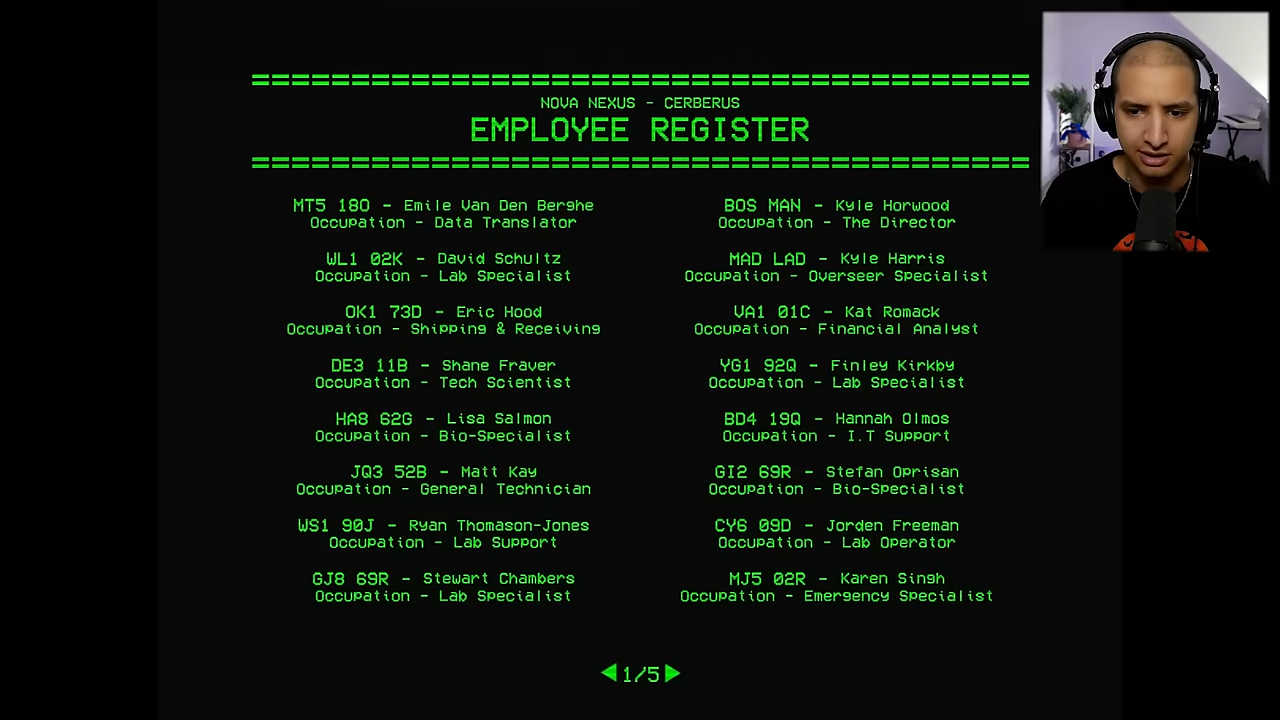 NOVA NEXUS - CERBERUS
EMPLOYEE REGISTER
MT5 180 - Emile Van Den Berghe
Occupation - Data Translator
WL1 02K - David Schultz
Occupation - Lab Specialist
OK1 73D - Eric Hood
Occupation - Shipping & Receiving
DE3 11B - Shane Fraver
Occupation - Tech Scientist
HA8 62G - Lisa Salmon
Occupation - Bio-Specialist
JQ3 52B - Matt Kay
Occupation - General Technician
WS1 90J - Ryan Thomason-Jones
Occupation - Lab Support
GJ8 69R - Stewart Chambers
Occupation - Lab Specialist
BOS MAN - Kyle Horwood
Occupation - The Director
MAD LAD - Kyle Harris
Occupation - Overseer Specialist
VA1 01C - Kat Romack
Occupation - Financial Analyst
YG1 92Q - Finley Kirkby
Occupation - Lab Specialist
BD4 19Q - Hannah Olmos
Occupation - I.T Support
GI2 69R - Stefan Oprisan
Occupation - Bio-Specialist
CY6 09D - Jorden Freeman
Occupation - Lab Operator
MJ5 02R - Karen Singh
Occupation - Emergency Specialist
1/5